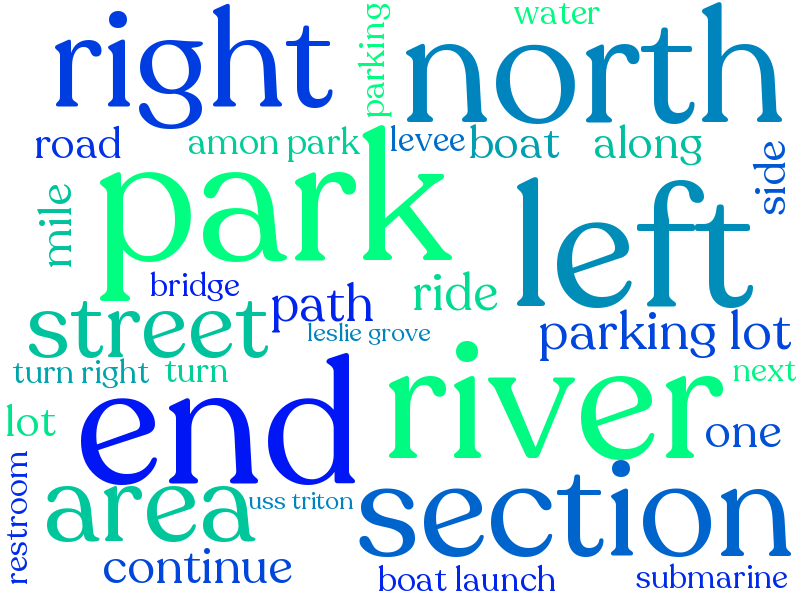 water
right
parking
north
road
amon park
levee
boat
along
side
mile
park
left
bridge
path
ride
street
leslie grove
parking lot
turn right
turn
next
lot
end
river
one
restroom
area
uss triton
section
continue
boat launch
submarine